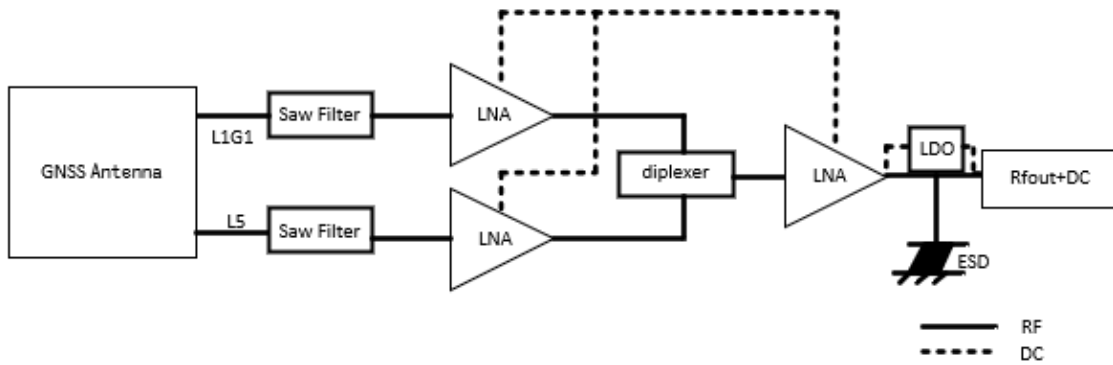 GNSS Antenna
L1G1
Saw Filter
LNA
L5
Saw Filter
LNA
diplexer
LNA
LDO
Rfout+DC
ESD
RF
DC